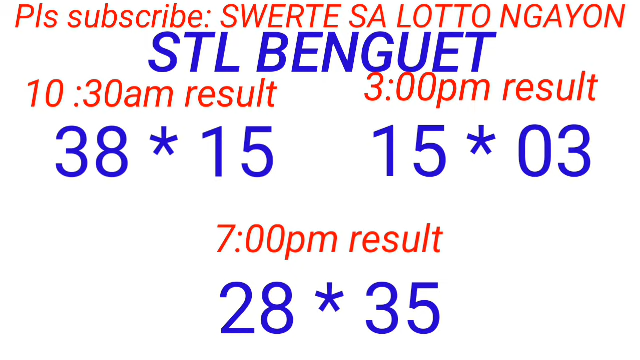 Pls subscribe: SWERTE SA LOTTO NGAYON
STL BENGUET
10 :30am result
38 * 15
3:00pm result
15 * 03
7:00pm result
28 * 35